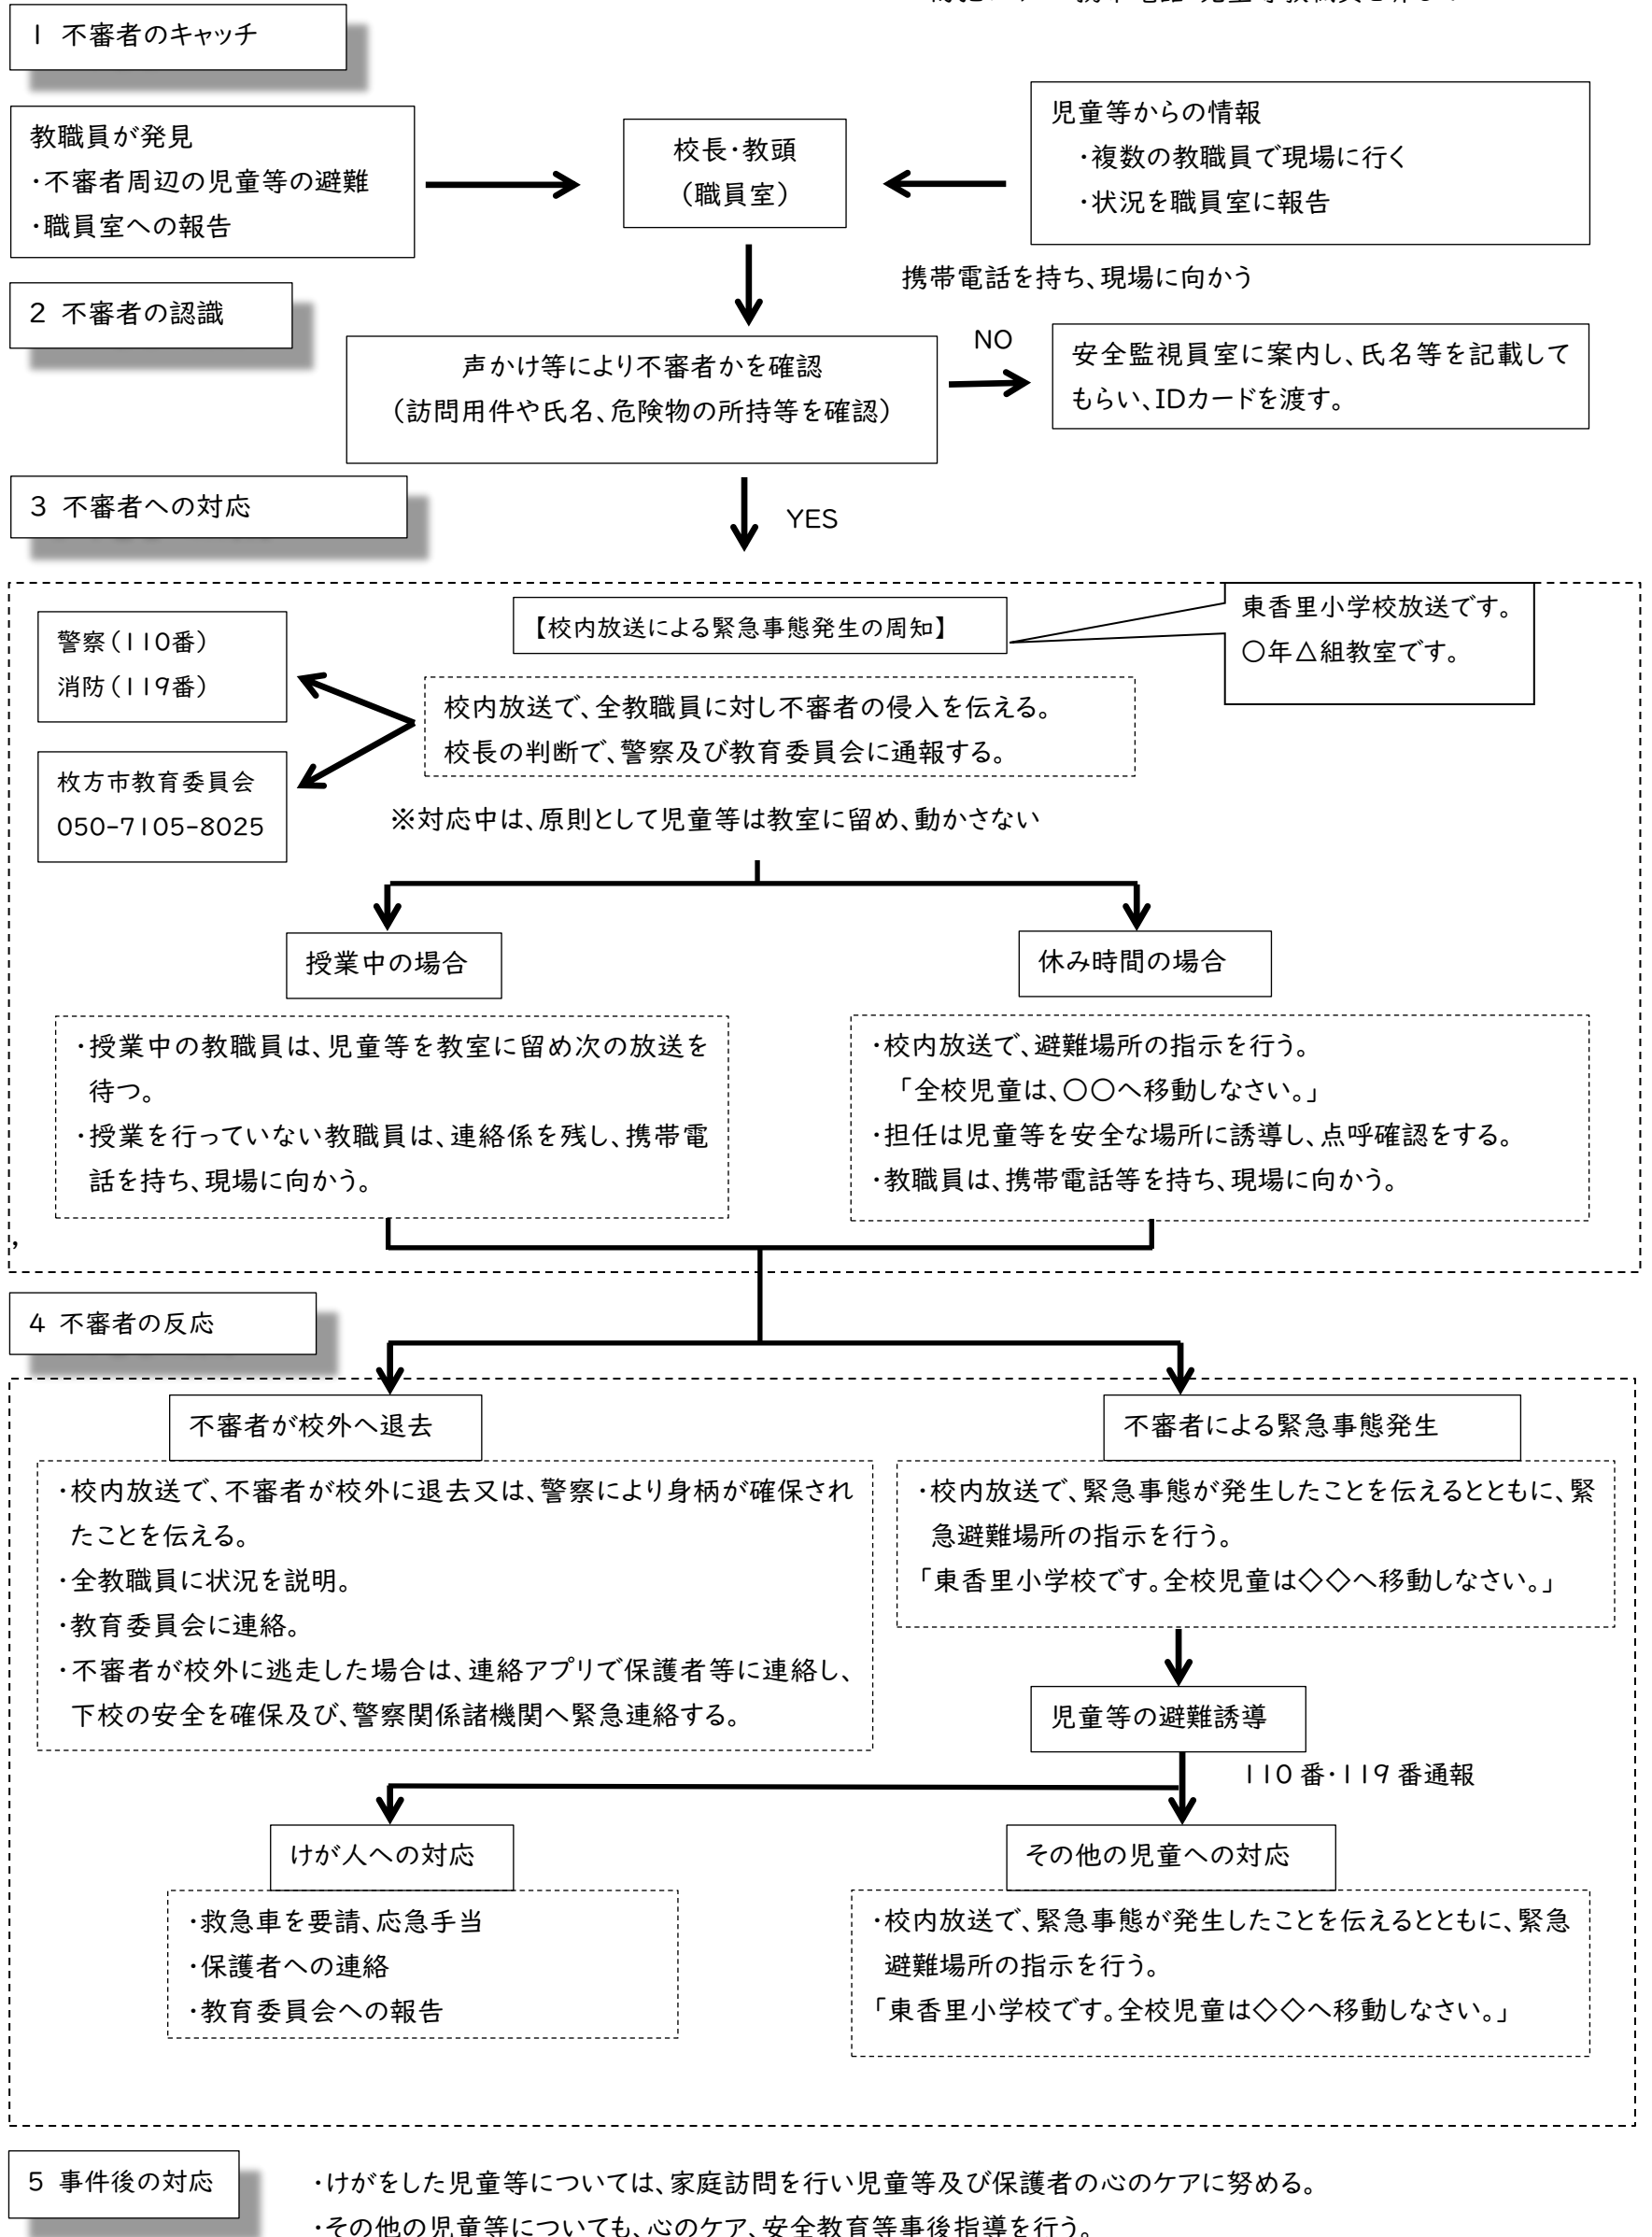 1 不審者のキャッチ
教職員が発見
・不審者周辺の児童等の避難
・職員室への報告
校長・教頭
(職員室)
児童等からの情報
・複数の教職員で現場に行く
・状況を職員室に報告
携帯電話を持ち、現場に向かう
2 不審者の認識
声かけ等により不審者かを確認
(訪問用件や氏名、危険物の所持等を確認)
NO
安全監視員室に案内し、氏名等を記載して
もらい、IDカードを渡す。
3 不審者への対応
YES
警察(110番)
消防(119番)
【校内放送による緊急事態発生の周知】
東香里小学校放送です。
○年△組教室です。
校内放送で、全教職員に対し不審者の侵入を伝える。
校長の判断で、警察及び教育委員会に通報する。
枚方市教育委員会
050-7105-8025
※対応中は、原則として児童等は教室に留め、動かさない
授業中の場合
・授業中の教職員は、児童等を教室に留め次の放送を
待つ。
・授業を行っていない教職員は、連絡係を残し、携帯電
話を持ち、現場に向かう。
休み時間の場合
・校内放送で、避難場所の指示を行う。
「全校児童は、○○へ移動しなさい。」
・担任は児童等を安全な場所に誘導し、点呼確認をする。
・教職員は、携帯電話等を持ち、現場に向かう。
,
4 不審者の反応
不審者が校外へ退去
・校内放送で、不審者が校外に退去又は、警察により身柄が確保され
たことを伝える。
・全教職員に状況を説明。
・教育委員会に連絡。
・不審者が校外に逃走した場合は、連絡アプリで保護者等に連絡し、
下校の安全を確保及び、警察関係諸機関へ緊急連絡する。
不審者による緊急事態発生
・校内放送で、緊急事態が発生したことを伝えるとともに、緊
急避難場所の指示を行う。
「東香里小学校です。全校児童は◇◇へ移動しなさい。」
児童等の避難誘導
110番・119番通報
けが人への対応
・救急車を要請、応急手当
・保護者への連絡
・教育委員会への報告
その他の児童への対応
・校内放送で、緊急事態が発生したことを伝えるとともに、緊急
避難場所の指示を行う。
「東香里小学校です。全校児童は◇◇へ移動しなさい。」
5 事件後の対応
・けがをした児童等については、家庭訪問を行い児童等及び保護者の心のケアに努める。
・その他の児童等についても、心のケア、安全教育等事後指導を行う。